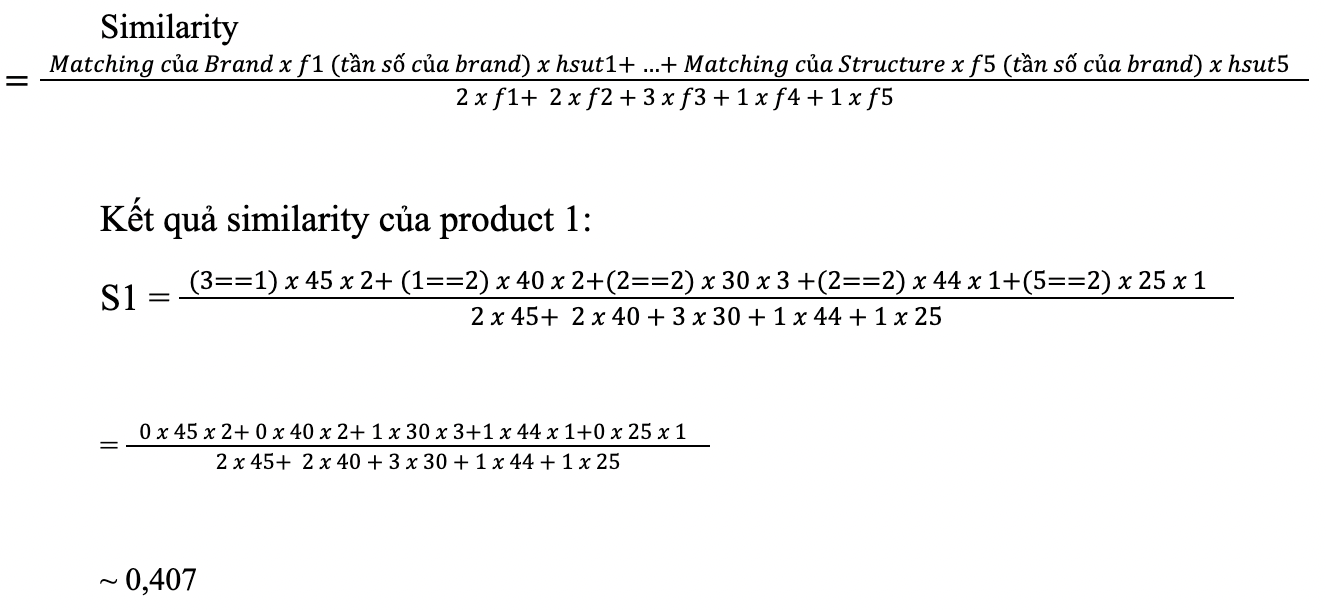 Similarity
= Matching của Brand x f1 (tần số của brand) x hsut1+ ...+ Matching của Structure x f5 (tần số của brand) x hsut5
2 x f1+ 2 x f2 + 3 x f3 + 1 x f4 + 1 x f5
Kết quả similarity của product 1:
S1 = (3==1) x 45 x 2+ (1==2) x 40 x 2+(2==2) x 30 x 3 +(2==2) x 44 x 1+(5==2) x 25 x 1
2 x 45+ 2 x 40 + 3 x 30 + 1 x 44 + 1 x 25
= 0 x 45 x 2+ 0 x 40 x 2+ 1 x 30 x 3+1 x 44 x 1+0 x 25 x 1
2 x 45+ 2 x 40 + 3 x 30 + 1 x 44 + 1 x 25
~ 0,407